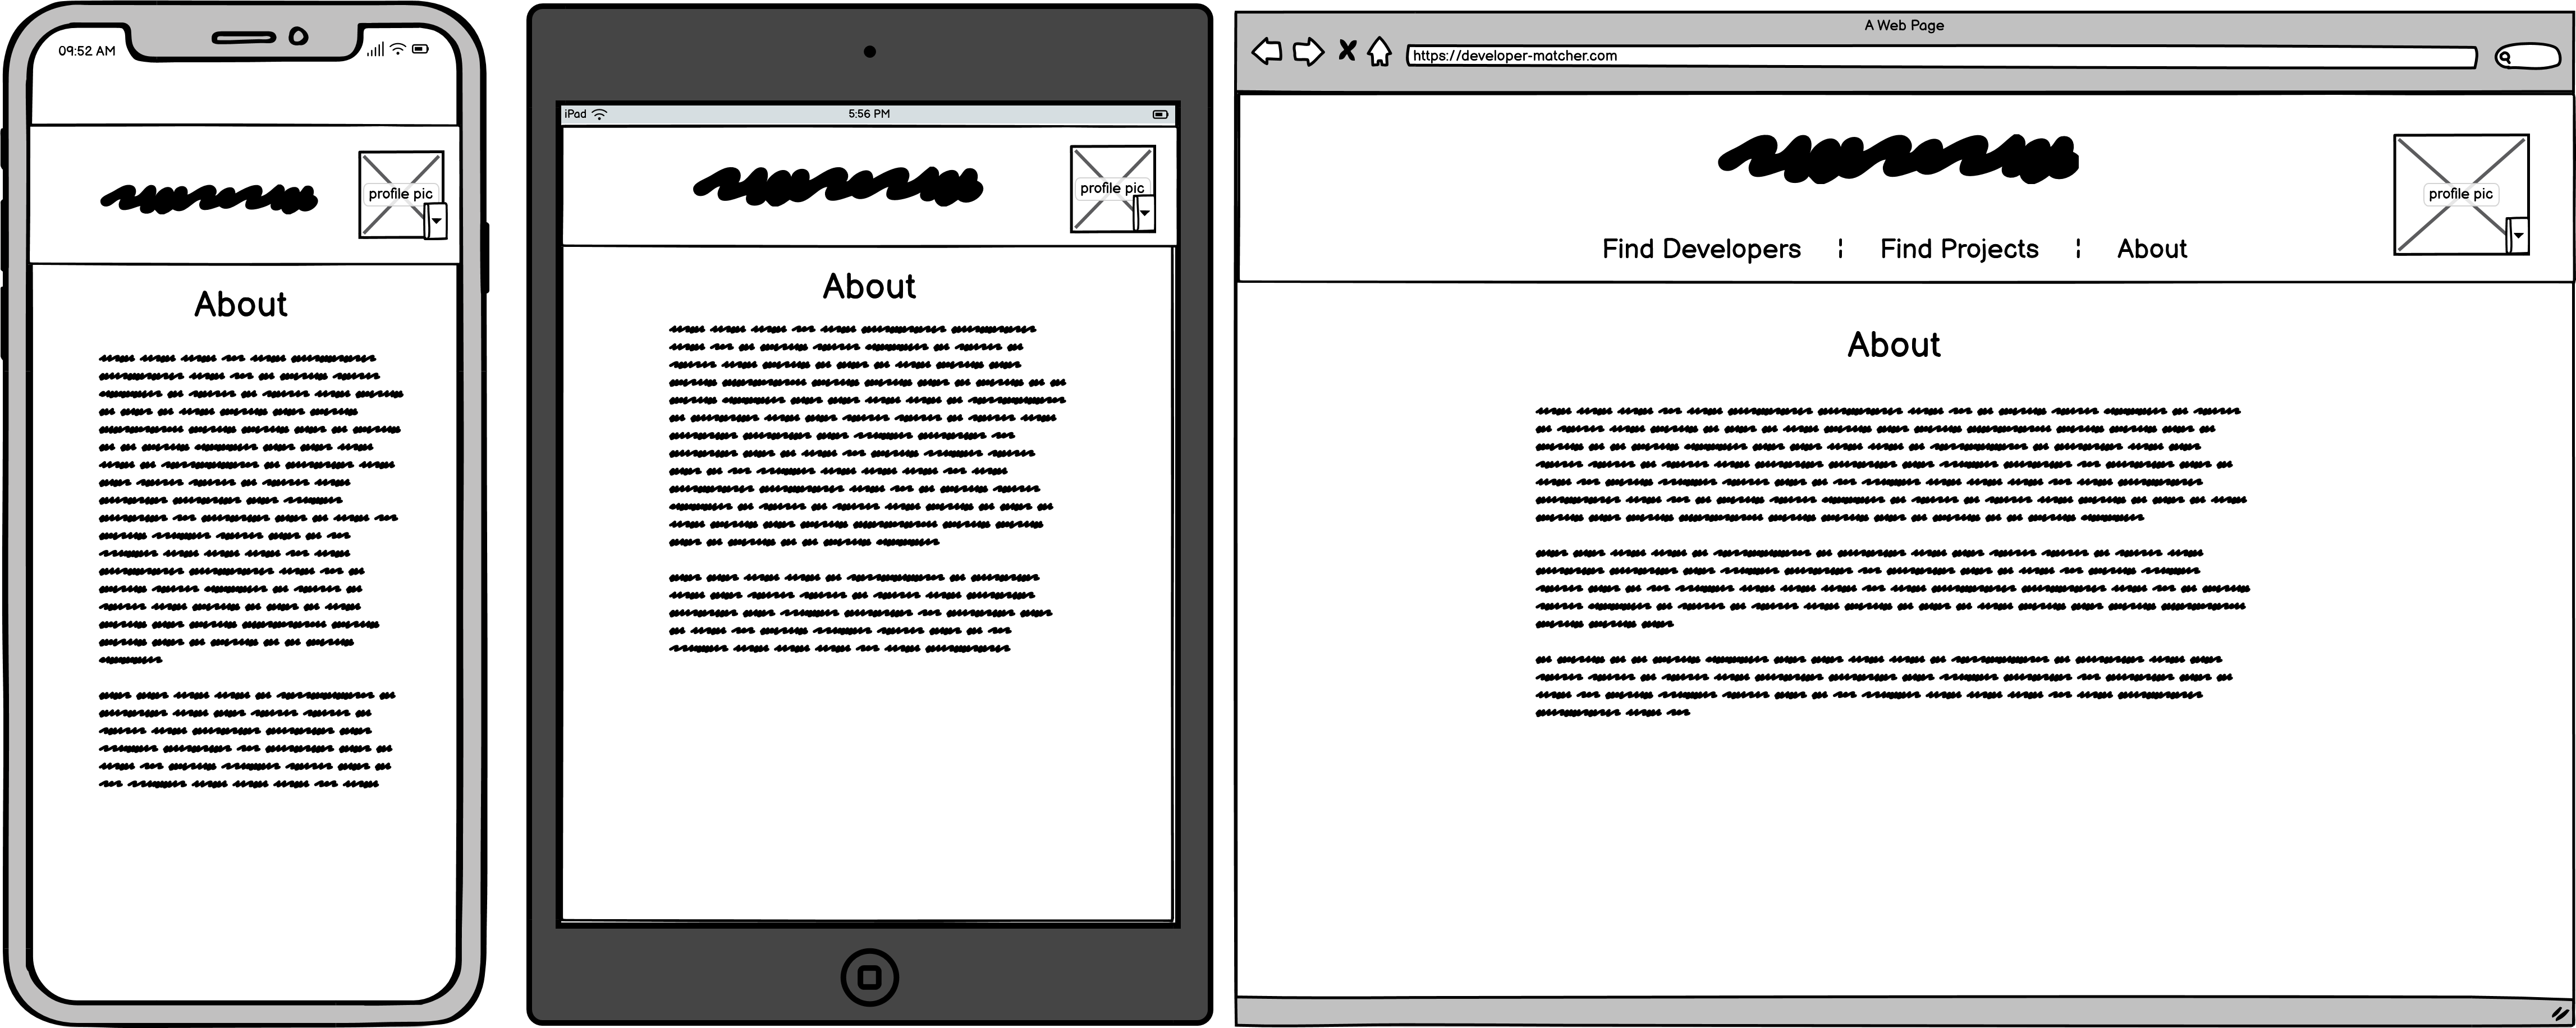 09:52 AM
profile pic
About
iPad
5:56 PM
profile pic
About
A Web Page
https://developer-matcher.com
profile pic
Find Developers ¦ Find Projects ¦ About
About